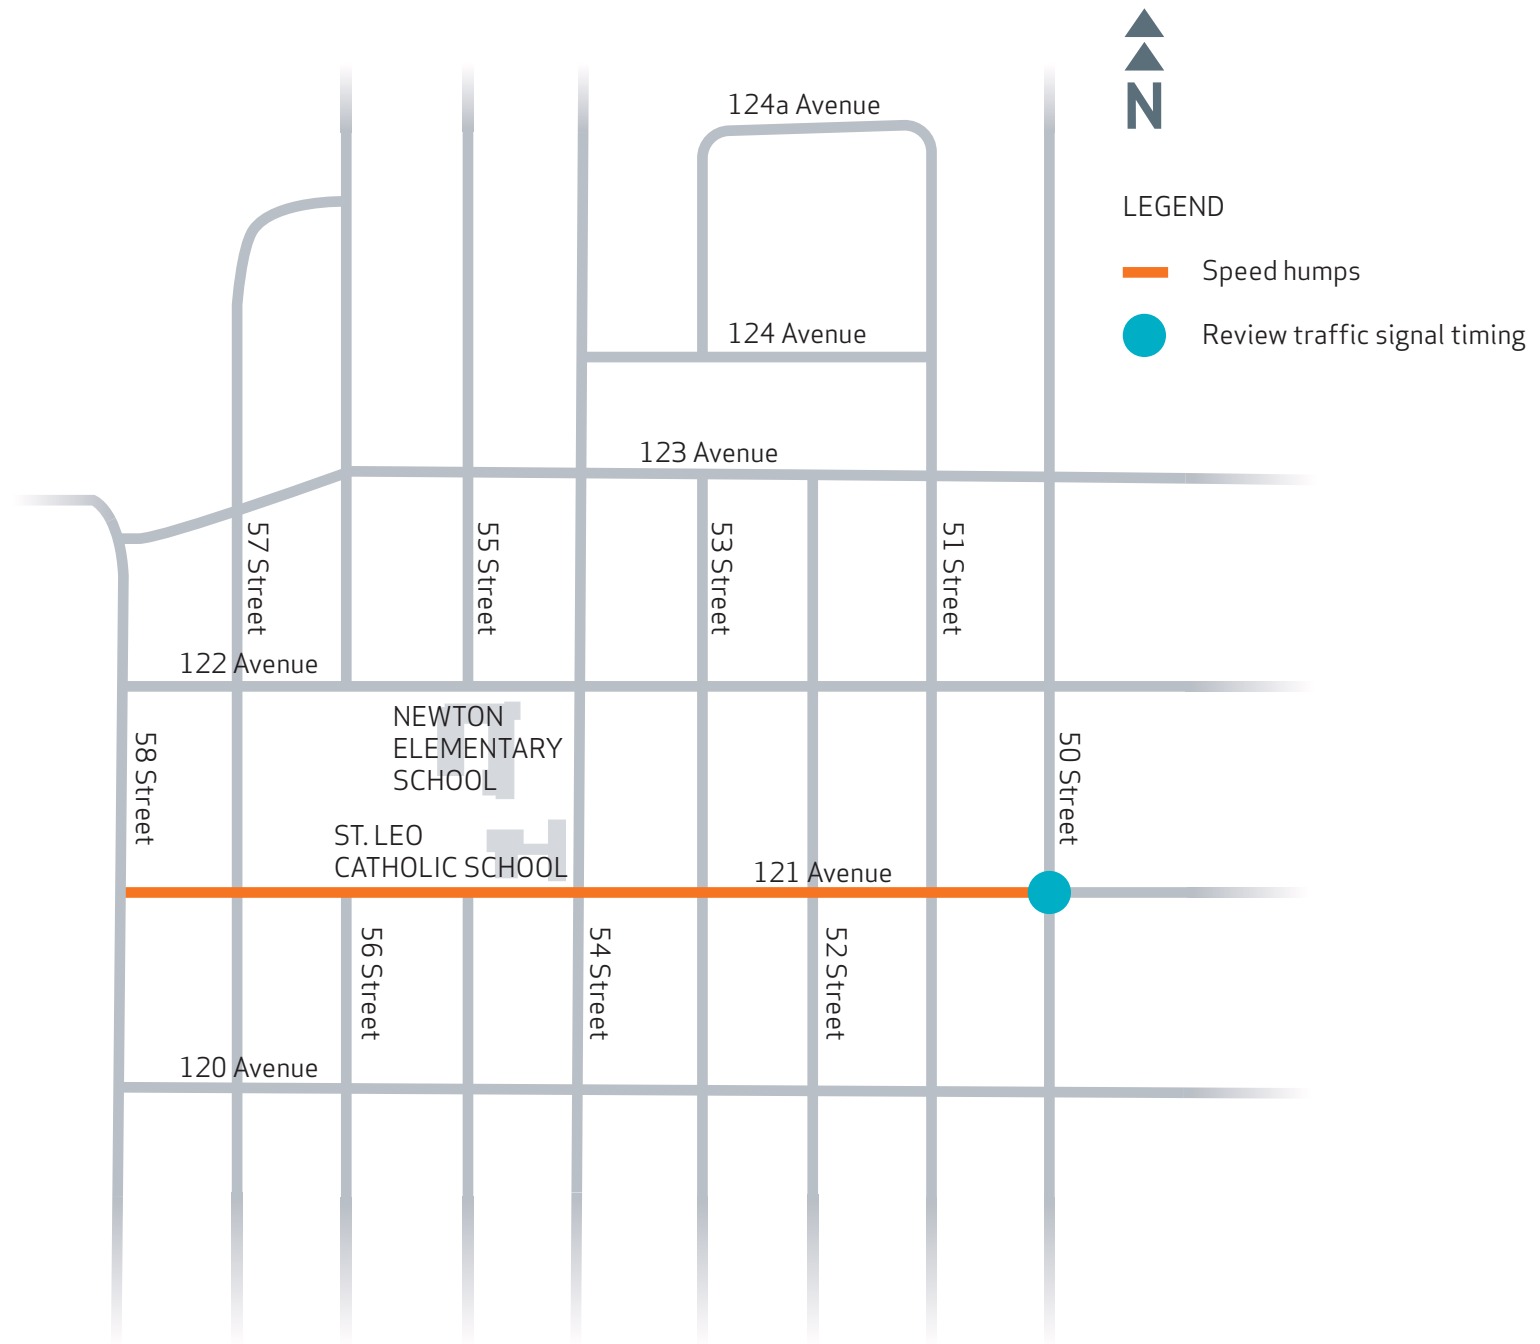 N
124a Avenue
LEGEND
Speed humps
124 Avenue
Review traffic signal timing
123 Avenue
57 Street
55 Street
53 Street
51 Street
122 Avenue
NEWTON
ELEMENTARY
SCHOOL
58 Street
50 Street
ST. LEO
CATHOLIC SCHOOL
121 Avenue
56 Street
54 Street
52 Street
120 Avenue